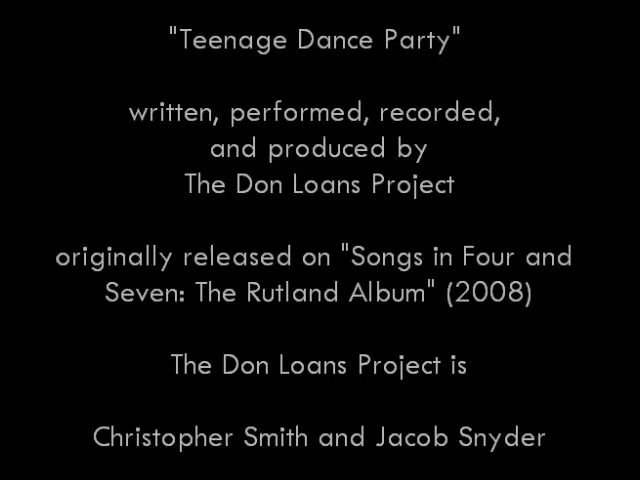 "Teenage Dance Party"
written, performed, recorded,
and produced by
The Don Loans Project
originally released on "Songs in Four and
Seven: The Rutland Album" (2008)
The Don Loans Project is
Christopher Smith and Jacob Snyder